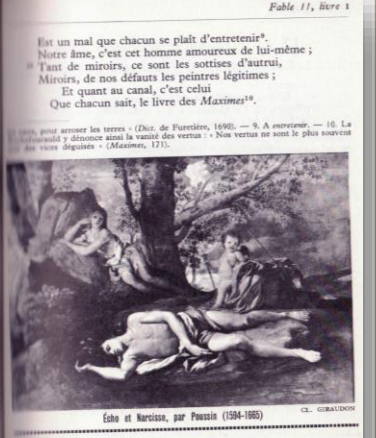 Fable 11, livre 1
Est un mal que chacun se plaît d'entretenir⁹.
Notre âme, c'est cet homme amoureux de lui-même ;
Tant de miroirs, ce sont les sottises d'autrui,
Miroirs, de nos défauts les peintres légitimes ;
Et quant au canal, c'est celui
Que chacun sait, le livre des Maximes¹⁰.
pour arroser les terres » (Dict. de Furetière, 1690). — 9. A entretenir. — 10. La
y dénonce ainsi la vanité des vertus : « Nos vertus ne sont le plus souvent
des vices déguisés » (Maximes, 171).
CL. GIRAUDON
Écho et Narcisse, par Poussin (1594-1665)